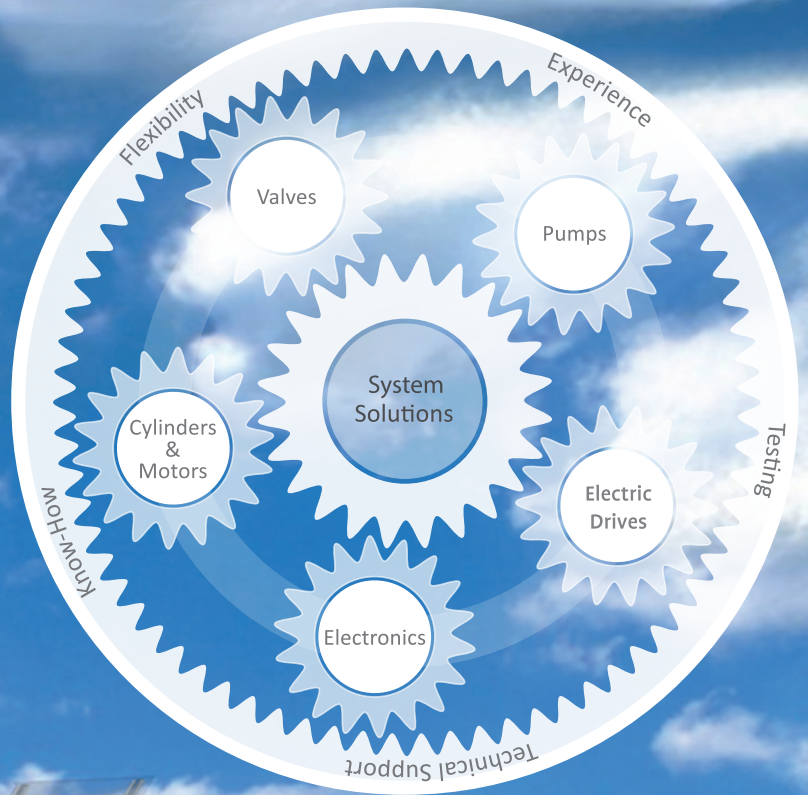 Flexibility
Experience
Valves
Pumps
System
Solutions
Cylinders
&
Motors
Electric
Drives
Testing
Know-How
Electronics
Technical Support